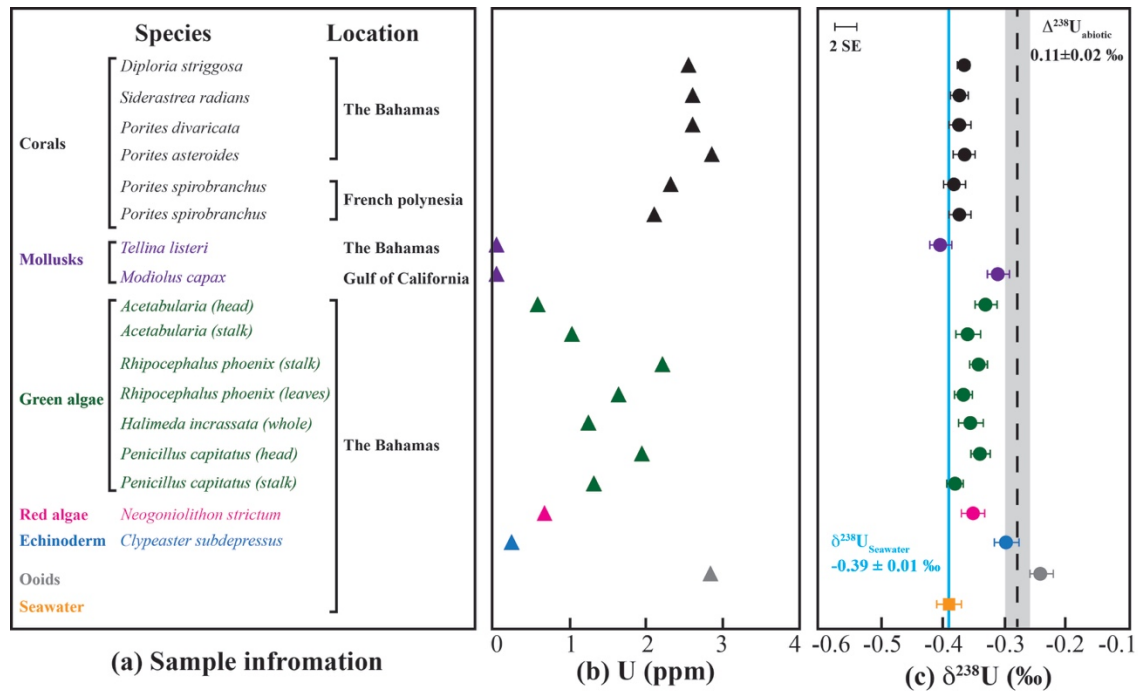 Species Location
Diploria striggosa
Siderastrea radians
Porites divaricata
Porites asteroides
The Bahamas
Corals
Porites spirobranchus
Porites spirobranchus
French polynesia
Mollusks
Tellina listeri
The Bahamas
Modiolus capax
Gulf of California
Acetabularia (head)
Acetabularia (stalk)
Rhipocephalus phoenix (stalk)
Green algae
Rhipocephalus phoenix (leaves)
Halimeda incrassata (whole)
Penicillus capitatus (head)
Penicillus capitatus (stalk)
The Bahamas
Red algae Neogoniolithon strictum
Echinoderm Clypeaster subdepressus
Ooids
Seawater
(a) Sample infromation
0 1 2 3 4
(b) U (ppm)
2 SE
Δ²³⁸U abiotic
0.11±0.02 ‰
δ²³⁸U Seawater
-0.39 ± 0.01 ‰
-0.6 -0.5 -0.4 -0.3 -0.2 -0.1
(c) δ²³⁸U (‰)